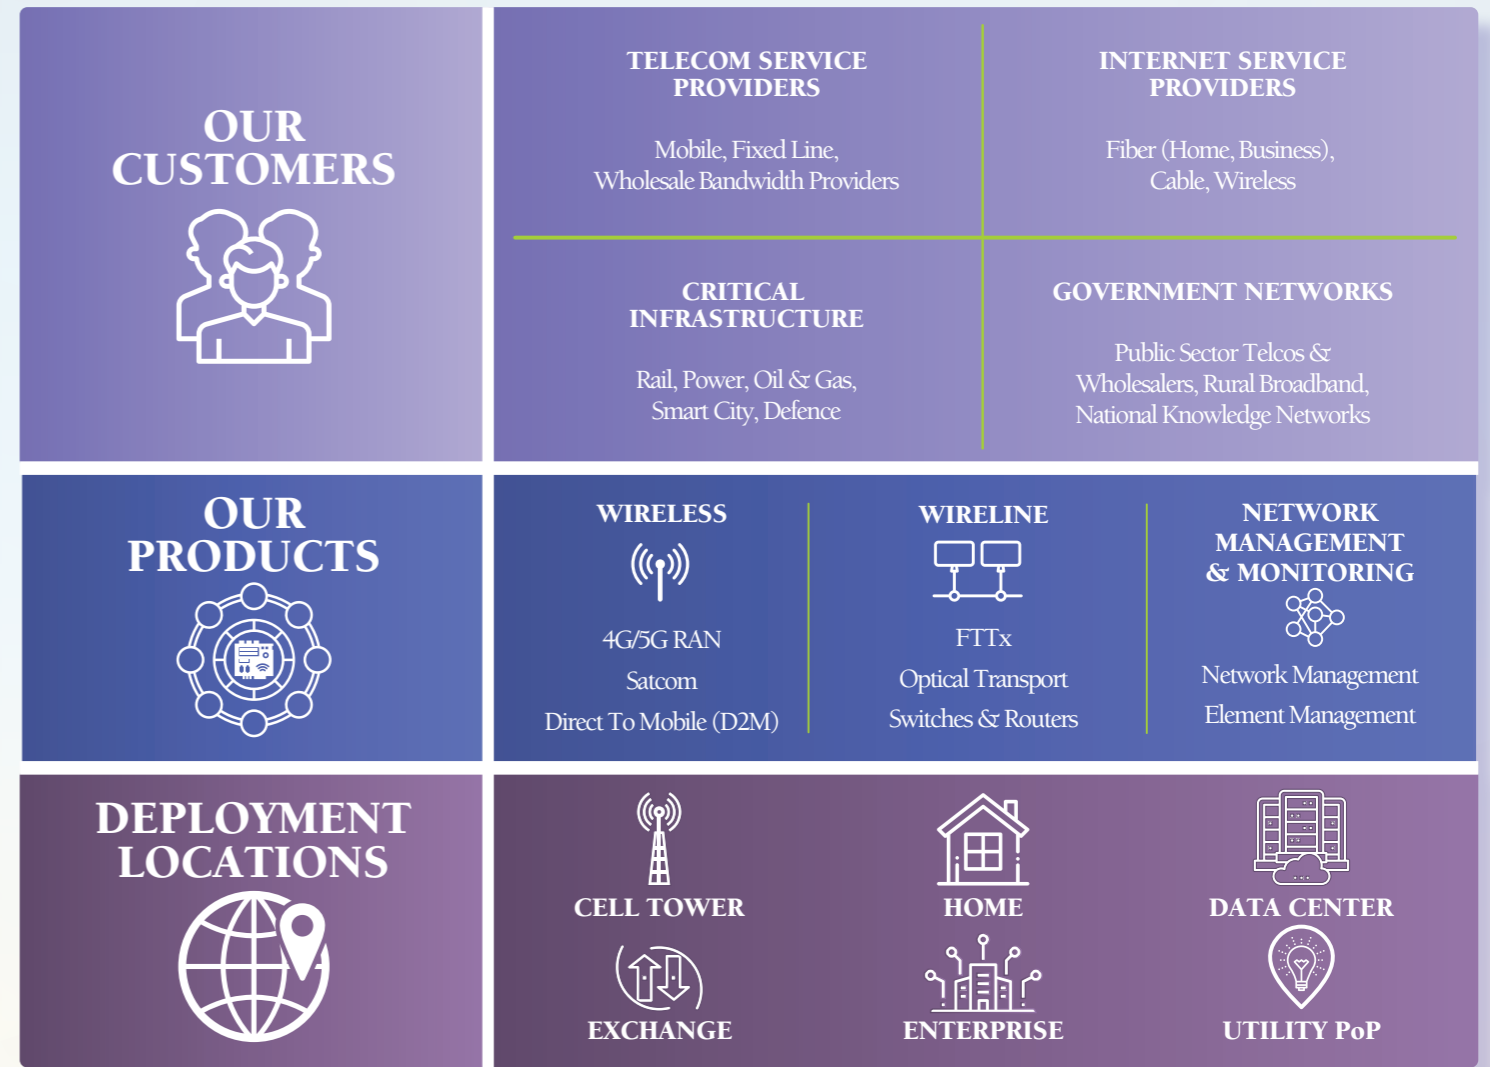 OUR
CUSTOMERS
TELECOM SERVICE
PROVIDERS
Mobile, Fixed Line,
Wholesale Bandwidth Providers
INTERNET SERVICE
PROVIDERS
Fiber (Home, Business),
Cable, Wireless
CRITICAL
INFRASTRUCTURE
Rail, Power, Oil & Gas,
Smart City, Defence
GOVERNMENT NETWORKS
Public Sector Telcos &
Wholesalers, Rural Broadband,
National Knowledge Networks
OUR
PRODUCTS
WIRELESS
4G/5G RAN
Satcom
Direct To Mobile (D2M)
WIRELINE
FTTx
Optical Transport
Switches & Routers
NETWORK
MANAGEMENT
& MONITORING
Network Management
Element Management
DEPLOYMENT
LOCATIONS
CELL TOWER
HOME
DATA CENTER
EXCHANGE
ENTERPRISE
UTILITY PoP